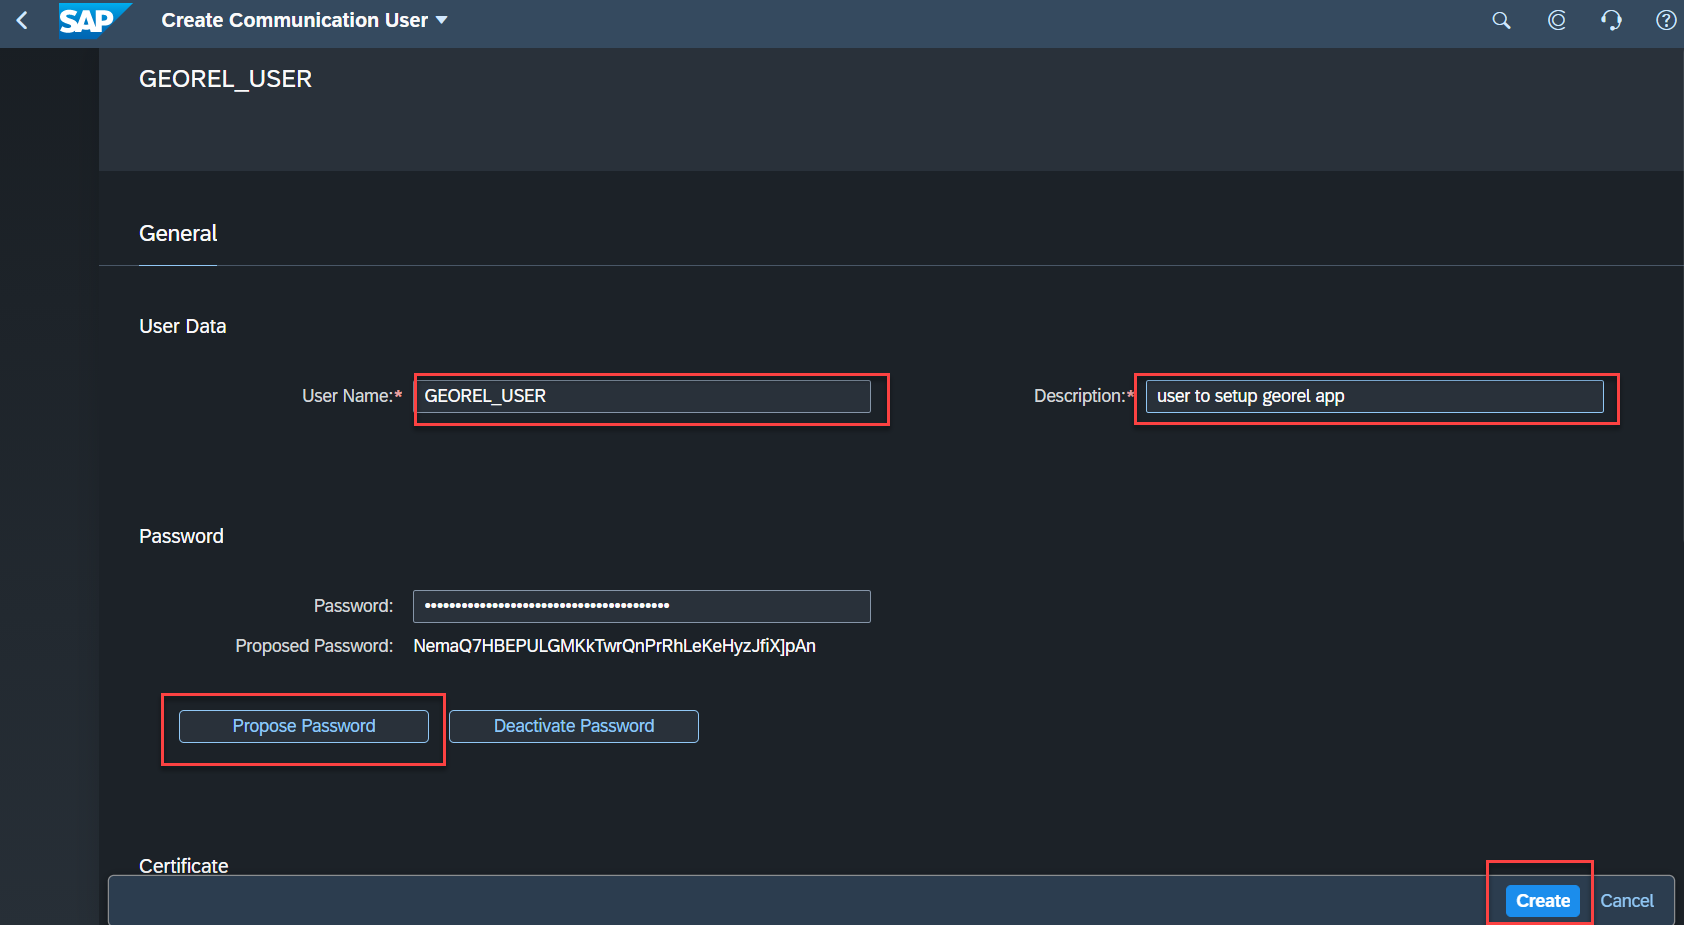 SAP Create Communication User
GEOREL_USER
General
User Data
User Name:* GEOREL_USER Description:* user to setup georel app
Password
Password: ••••••••••••••••••••••••••••••••••••••••
Proposed Password: NemaQ7HBEPULGMKkTwrQnPrRhLeKeHyzJfiX]pAn
Propose Password Deactivate Password
Certificate
Create Cancel